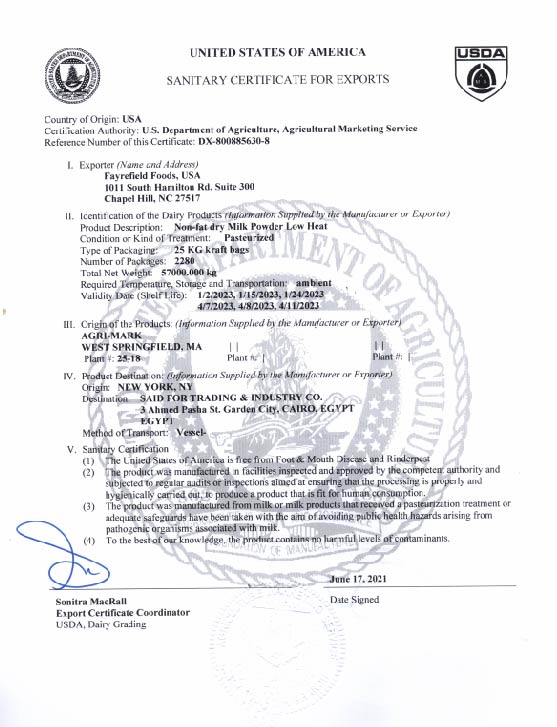 UNITED STATES OF AMERICA
USDA
SANITARY CERTIFICATE FOR EXPORTS
Country of Origin: USA
Certification Authority: U.S. Department of Agriculture, Agricultural Marketing Service
Reference Number of this Certificate: DX-800885630-8
I. Exporter (Name and Address)
Fayrefield Foods, USA
1011 South Hamilton Rd. Suite 300
Chapel Hill, NC 27517
II. Identification of the Dairy Products (Information Supplied by the Manufacturer or Exporter)
Product Description: Non-fat dry Milk Powder Low Heat
Condition or Kind of Treatment: Pasteurized
Type of Packaging: 25 KG kraft bags
Number of Packages: 2280
Total Net Weight: 57000.000 kg
Required Temperature, Storage and Transportation: ambient
Validity Date (Shelf Life): 1/2/2023, 1/15/2023, 1/24/2023
4/7/2023, 4/8/2023, 4/11/2023
III. Origin of the Products: (Information Supplied by the Manufacturer or Exporter)
AGRI-MARK
WEST SPRINGFIELD, MA | | | |
Plant #: 25-18 Plant #: | Plant #: |
IV. Product Destination: (Information Supplied by the Manufacturer or Exporter)
Origin: NEW YORK, NY
Destination SAID FOR TRADING & INDUSTRY CO.
3 Ahmed Pasha St. Garden City, CAIRO, EGYPT
EGYPT
Method of Transport: Vessel-
V. Sanitary Certification
(1) The United States of America is free from Foot & Mouth Disease and Rinderpest
(2) The product was manufactured in facilities inspected and approved by the competent authority and
subjected to regular audits or inspections aimed at ensuring that the processing is properly and
hygienically carried out, to produce a product that is fit for human consumption.
(3) The product was manufactured from milk or milk products that received a pasteurization treatment or
adequate safeguards have been taken with the aim of avoiding public health hazards arising from
pathogenic organisms associated with milk.
(4) To the best of our knowledge, the product contains no harmful levels of contaminants.
June 17, 2021
Sonitra MacRall Date Signed
Export Certificate Coordinator
USDA, Dairy Grading